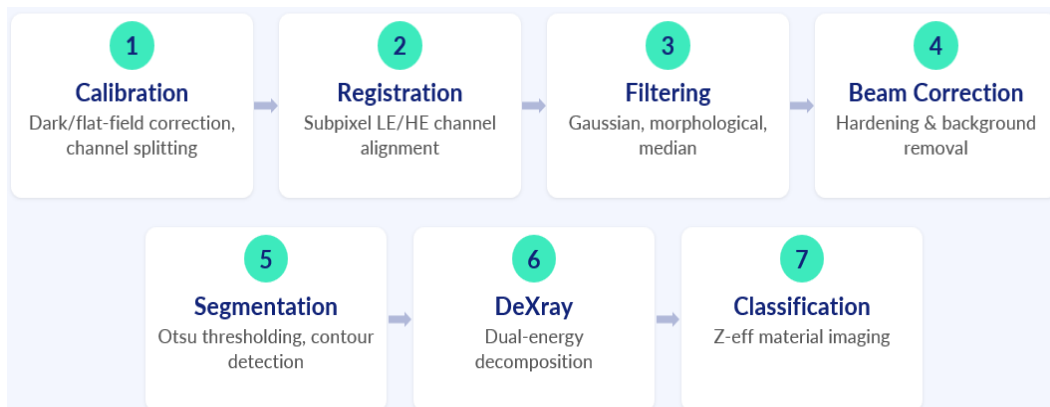 1
Calibration
Dark/flat-field correction,
channel splitting
2
Registration
Subpixel LE/HE channel
alignment
3
Filtering
Gaussian, morphological,
median
4
Beam Correction
Hardening & background
removal
5
Segmentation
Otsu thresholding, contour
detection
6
DeXray
Dual-energy
decomposition
7
Classification
Z-eff material imaging